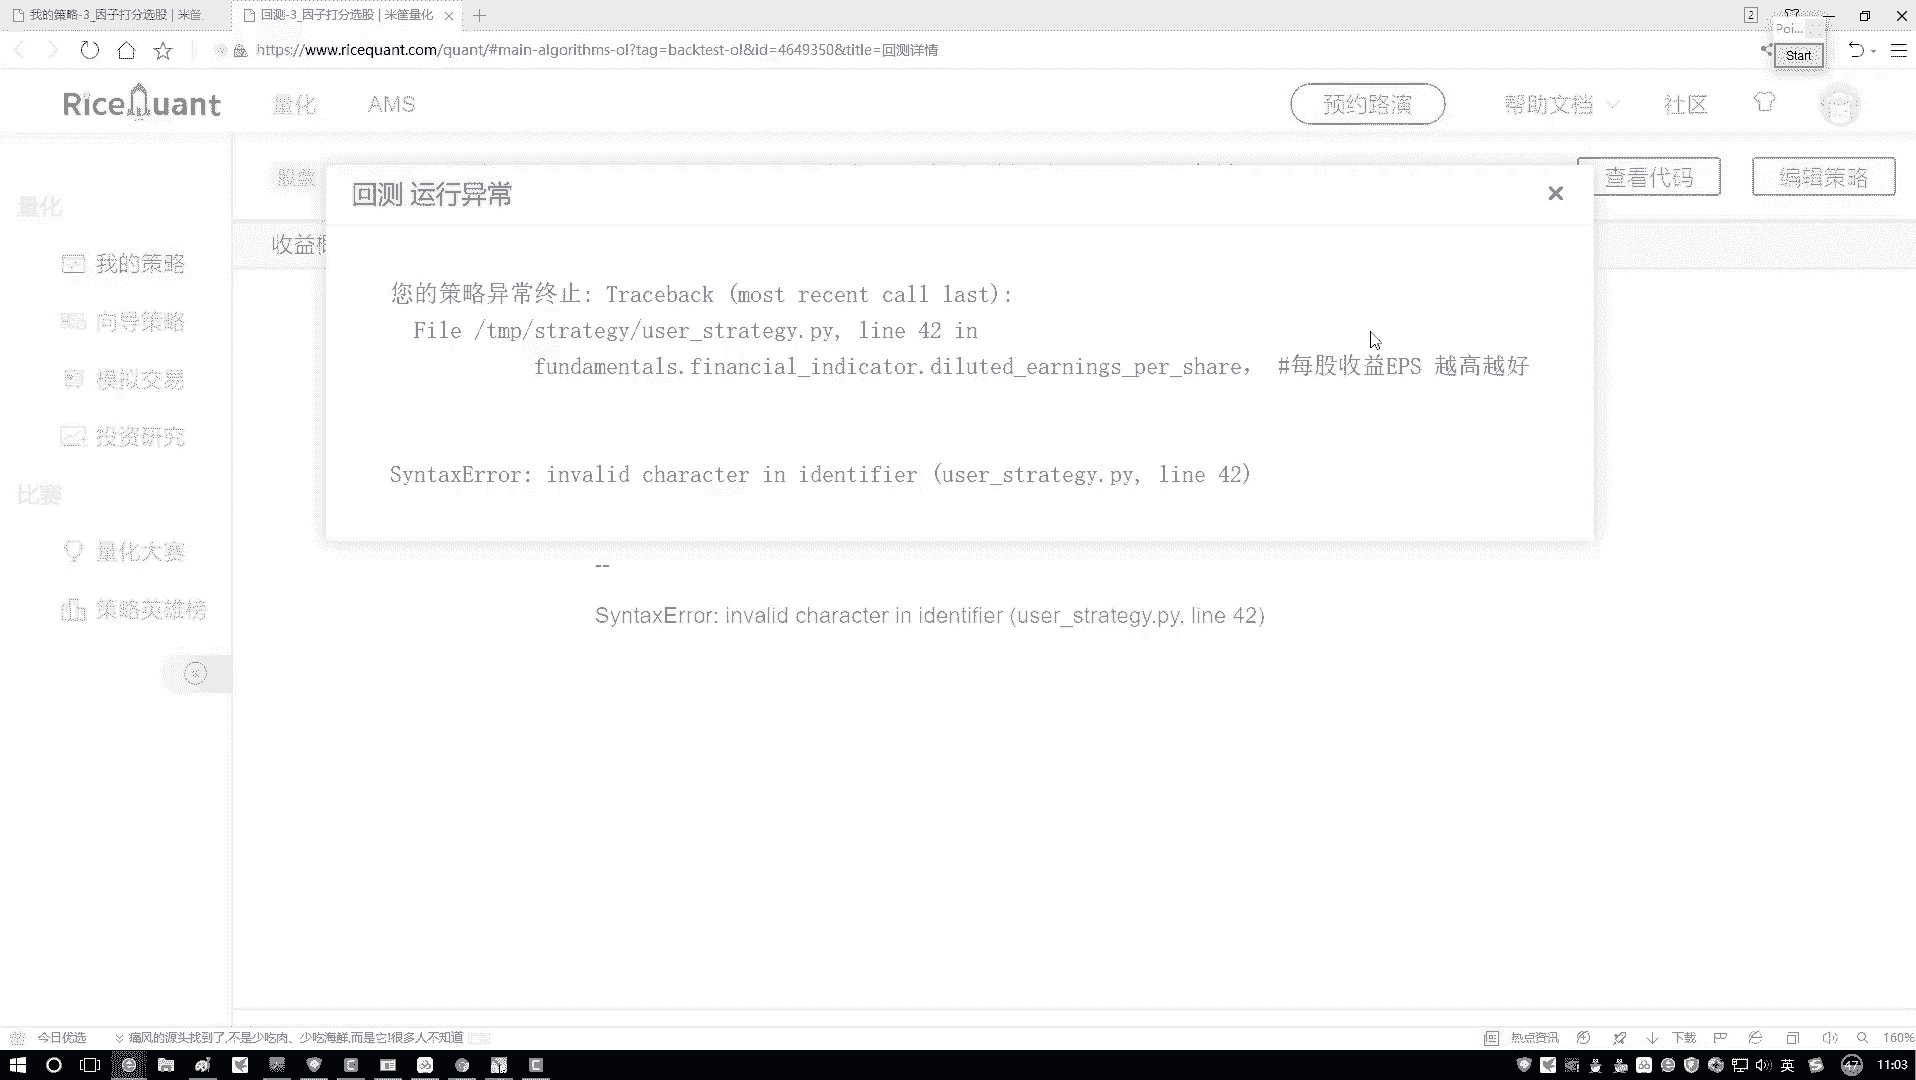 我的策略-3_因子打分选股 | 米筐
回测-3_因子打分选股 | 米筐量化
2
Poi...
Start
https://www.ricequant.com/quant/#main-algorithms-ol?tag=backtest-ol&id=4649350&title=回测详情
RiceQuant
量化
AMS
预约路演
帮助文档
社区
股票
查看代码
编辑策略
回测 运行异常
量化
收益概
我的策略
您的策略异常终止: Traceback (most recent call last):
向导策略
File /tmp/strategy/user_strategy.py, line 42 in
模拟交易
fundamentals.financial_indicator.diluted_earnings_per_share， #每股收益EPS 越高越好
投资研究
SyntaxError: invalid character in identifier (user_strategy.py, line 42)
比赛
量化大赛
--
策略英雄榜
SyntaxError: invalid character in identifier (user_strategy.py, line 42)
今日优选
痛风的源头找到了,不是少吃肉、少吃海鲜,而是它!很多人不知道
热点资讯
下载
160%
英
47
11:03